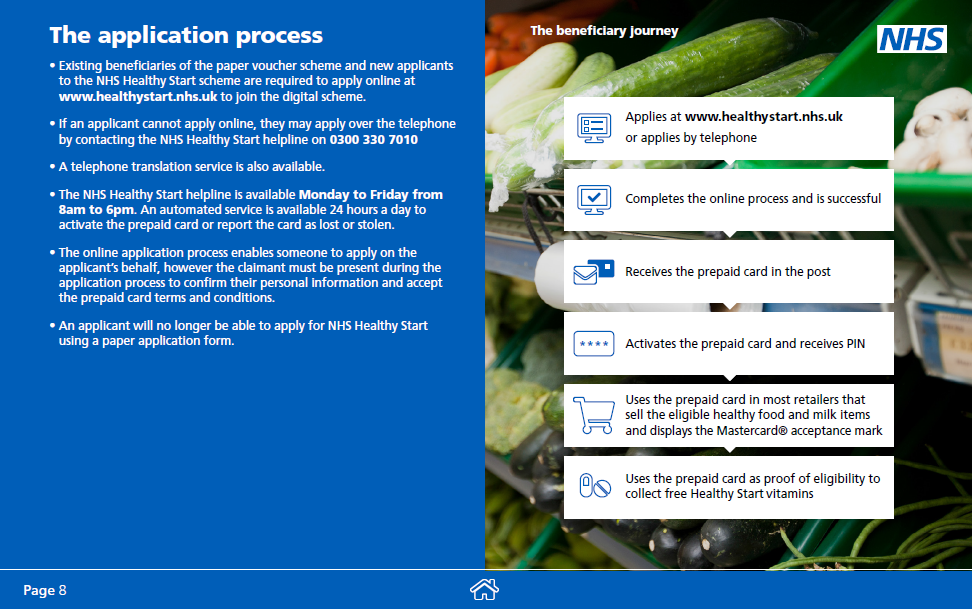 The application process
• Existing beneficiaries of the paper voucher scheme and new applicants
to the NHS Healthy Start scheme are required to apply online at
www.healthystart.nhs.uk to join the digital scheme.
• If an applicant cannot apply online, they may apply over the telephone
by contacting the NHS Healthy Start helpline on 0300 330 7010
• A telephone translation service is also available.
• The NHS Healthy Start helpline is available Monday to Friday from
8am to 6pm. An automated service is available 24 hours a day to
activate the prepaid card or report the card as lost or stolen.
• The online application process enables someone to apply on the
applicant's behalf, however the claimant must be present during the
application process to confirm their personal information and accept
the prepaid card terms and conditions.
• An applicant will no longer be able to apply for NHS Healthy Start
using a paper application form.
The beneficiary journey
NHS
Applies at www.healthystart.nhs.uk
or applies by telephone
Completes the online process and is successful
Receives the prepaid card in the post
****
Activates the prepaid card and receives PIN
Uses the prepaid card in most retailers that
sell the eligible healthy food and milk items
and displays the Mastercard® acceptance mark
Uses the prepaid card as proof of eligibility to
collect free Healthy Start vitamins
Page 8